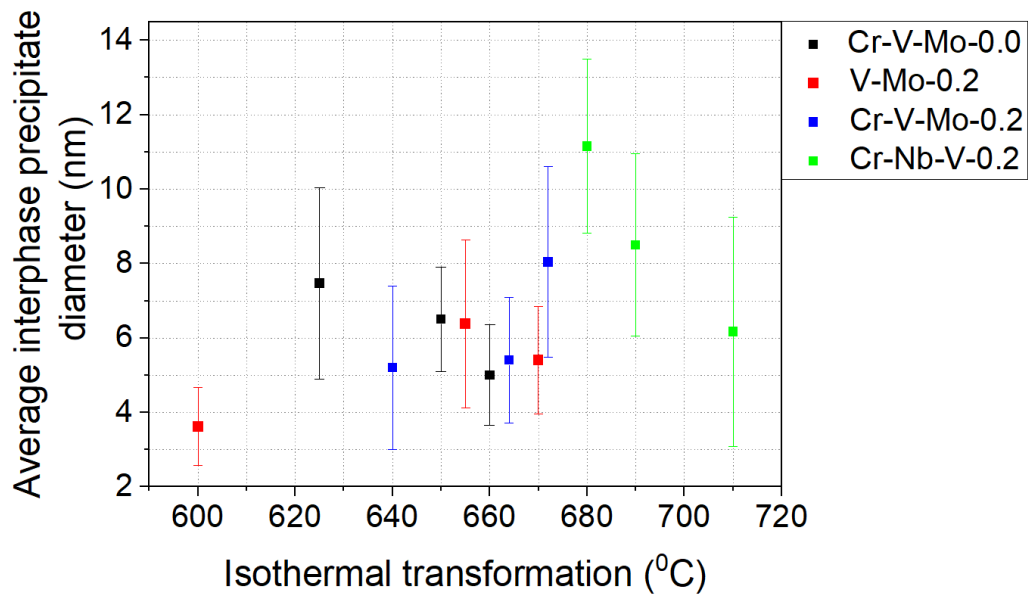 Average interphase precipitate
diameter (nm)
14
12
10
8
6
4
2
600
620
640
660
680
700
720
Isothermal transformation (⁰C)
Cr-V-Mo-0.0
V-Mo-0.2
Cr-V-Mo-0.2
Cr-Nb-V-0.2